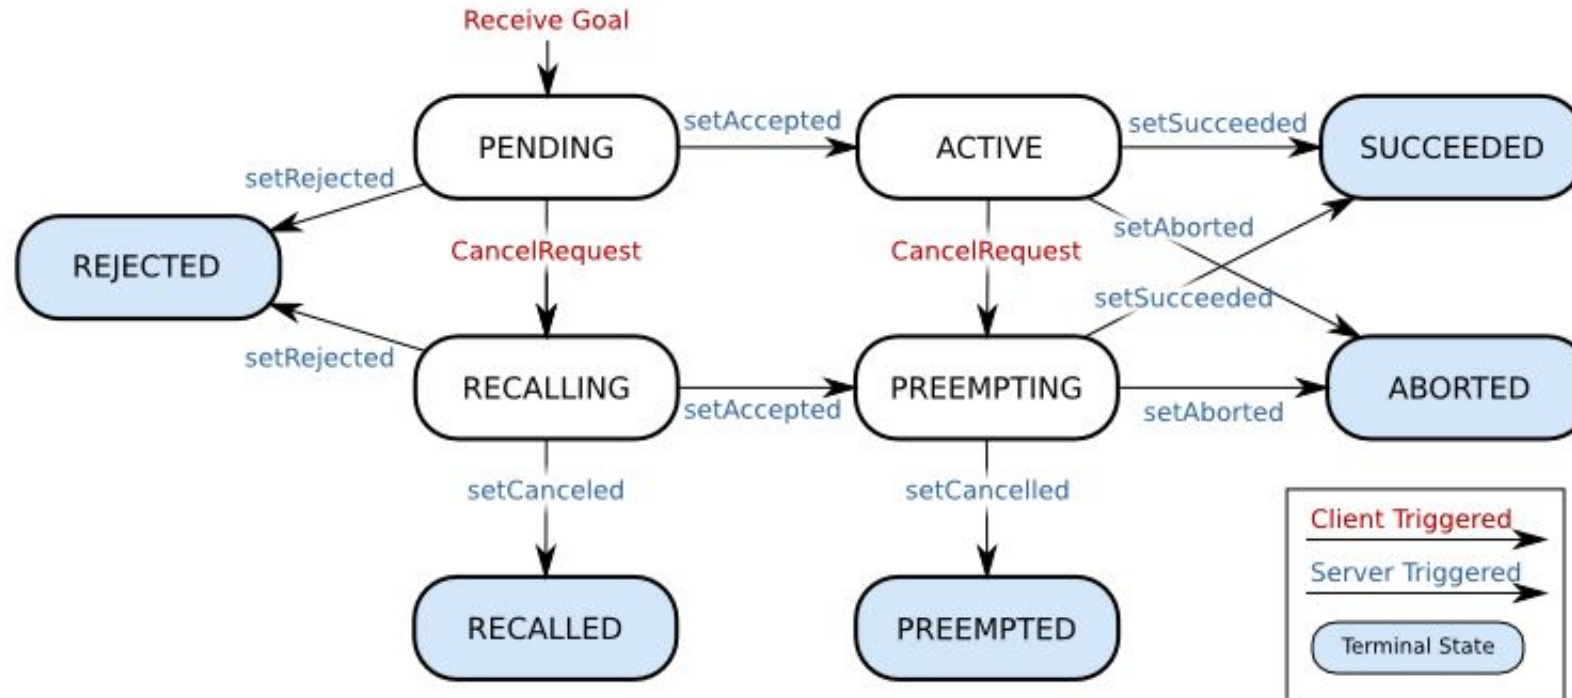 Receive Goal
PENDING
setAccepted
ACTIVE
setSucceeded
SUCCEEDED
setRejected
REJECTED
CancelRequest
CancelRequest
setAborted
setSucceeded
setRejected
RECALLING
setAccepted
PREEMPTING
setAborted
ABORTED
setCanceled
setCancelled
RECALLED
PREEMPTED
Client Triggered
Server Triggered
Terminal State